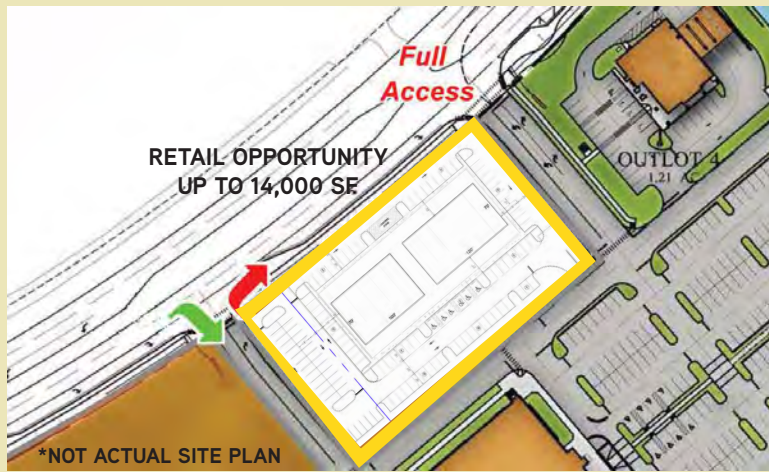 Full
Access
RETAIL OPPORTUNITY
UP TO 14,000 SF
OUTLOT 4
1.21 AC
*NOT ACTUAL SITE PLAN